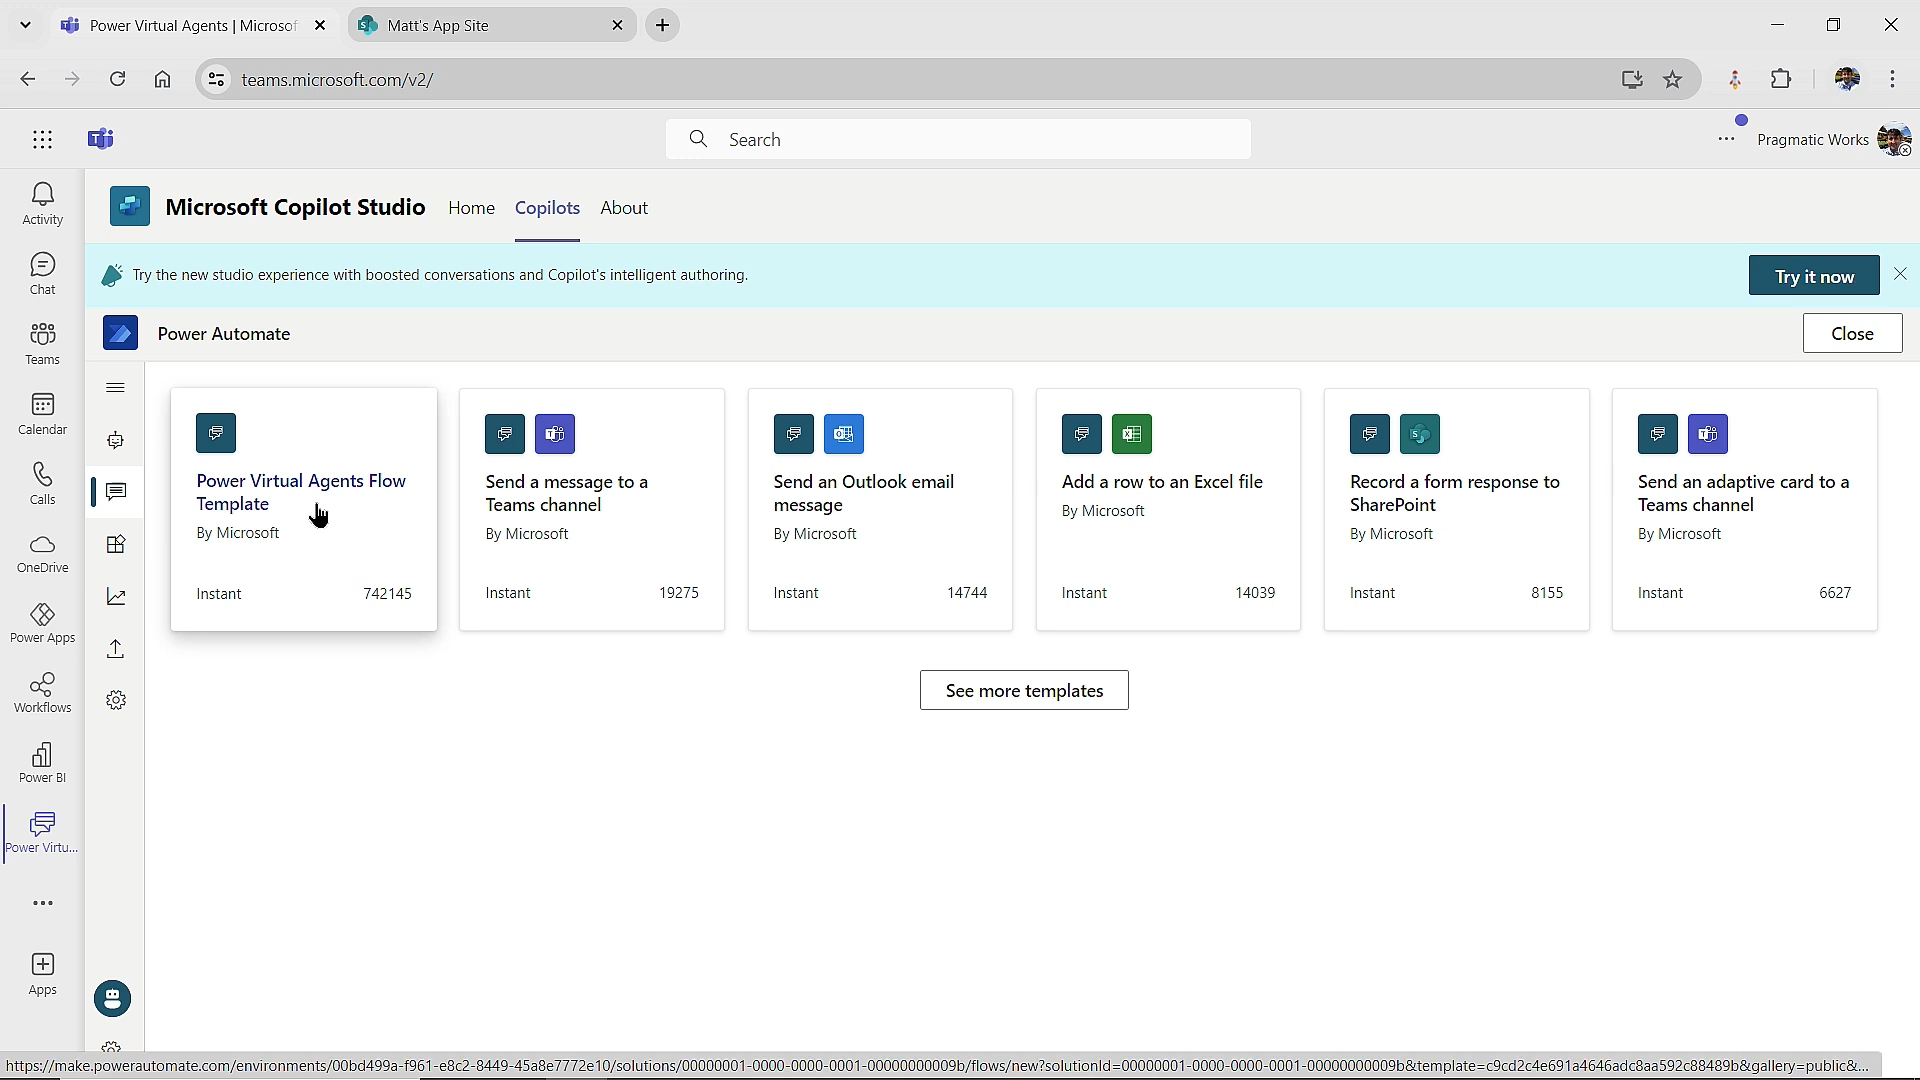 Power Virtual Agents | Microsof
Matt's App Site
teams.microsoft.com/v2/
Search
Pragmatic Works
Activity
Chat
Teams
Calendar
Calls
OneDrive
Power Apps
Workflows
Power BI
Power Virtu...
Apps
Microsoft Copilot Studio
Home
Copilots
About
Try the new studio experience with boosted conversations and Copilot's intelligent authoring.
Try it now
Power Automate
Close
Power Virtual Agents Flow
Template
By Microsoft
Instant
742145
Send a message to a
Teams channel
By Microsoft
Instant
19275
Send an Outlook email
message
By Microsoft
Instant
14744
Add a row to an Excel file
By Microsoft
Instant
14039
Record a form response to
SharePoint
By Microsoft
Instant
8155
Send an adaptive card to a
Teams channel
By Microsoft
Instant
6627
See more templates
https://make.powerautomate.com/environments/00bd499a-f961-e8c2-8449-45a8e7772e10/solutions/00000001-0000-0000-0001-00000000009b/flows/new?solutionId=00000001-0000-0000-0001-00000000009b&template=c9cd2c4e691a4646adc8aa592c88489b&gallery=public&...